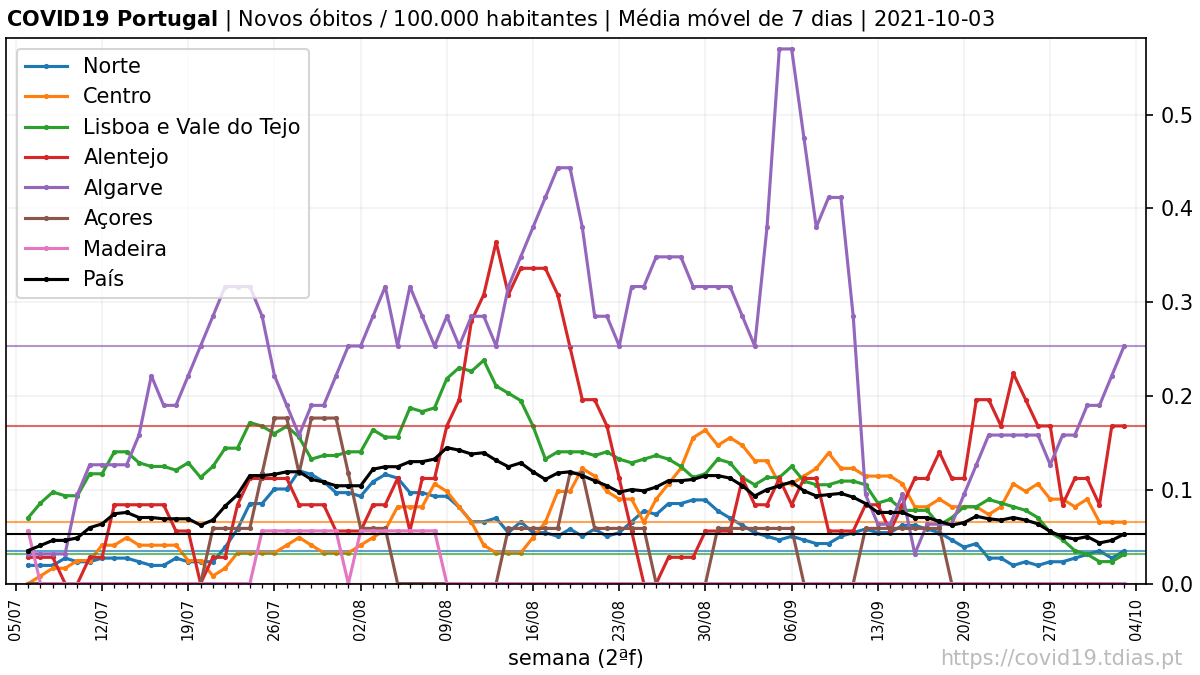 COVID19 Portugal | Novos óbitos / 100.000 habitantes | Média móvel de 7 dias | 2021-10-03
Norte
Centro
Lisboa e Vale do Tejo
Alentejo
Algarve
Açores
Madeira
País
0.5
0.4
0.3
0.2
0.1
0.0
05/07 12/07 19/07 26/07 02/08 09/08 16/08 23/08 30/08 06/09 13/09 20/09 27/09 04/10
semana (2ªf)
https://covid19.tdias.pt